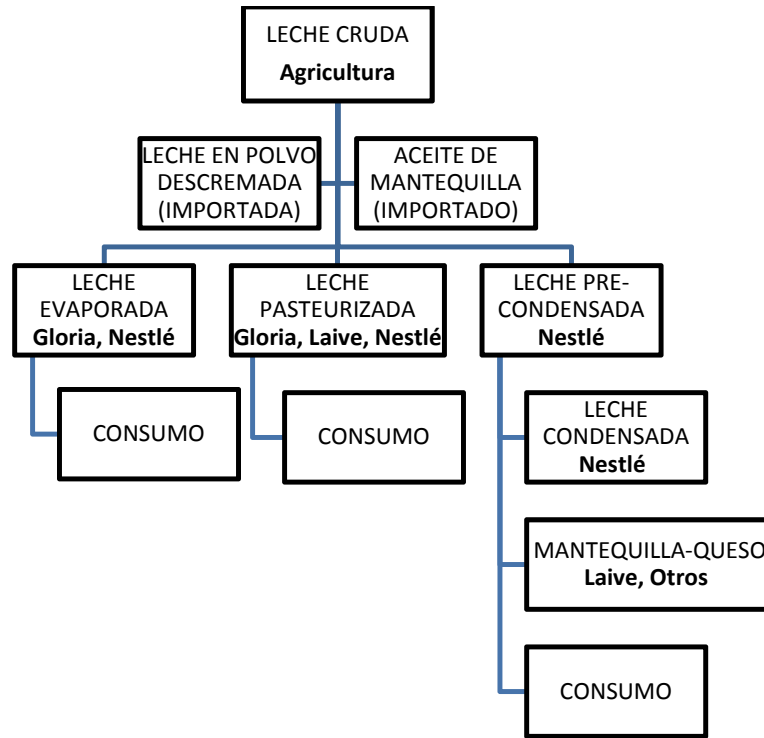 LECHE CRUDA
Agricultura
LECHE EN POLVO
DESCREMADA
(IMPORTADA)
ACEITE DE
MANTEQUILLA
(IMPORTADO)
LECHE
EVAPORADA
Gloria, Nestlé
LECHE
PASTEURIZADA
Gloria, Laive, Nestlé
LECHE PRE-
CONDENSADA
Nestlé
CONSUMO
CONSUMO
LECHE
CONDENSADA
Nestlé
MANTEQUILLA-QUESO
Laive, Otros
CONSUMO